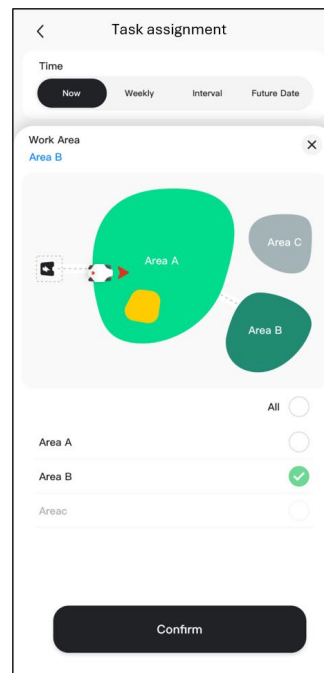 Task assignment
Time
Now Weekly Interval Future Date
Work Area
Area B
Area A
Area C
Area B
All
Area A
Area B
Areac
Confirm